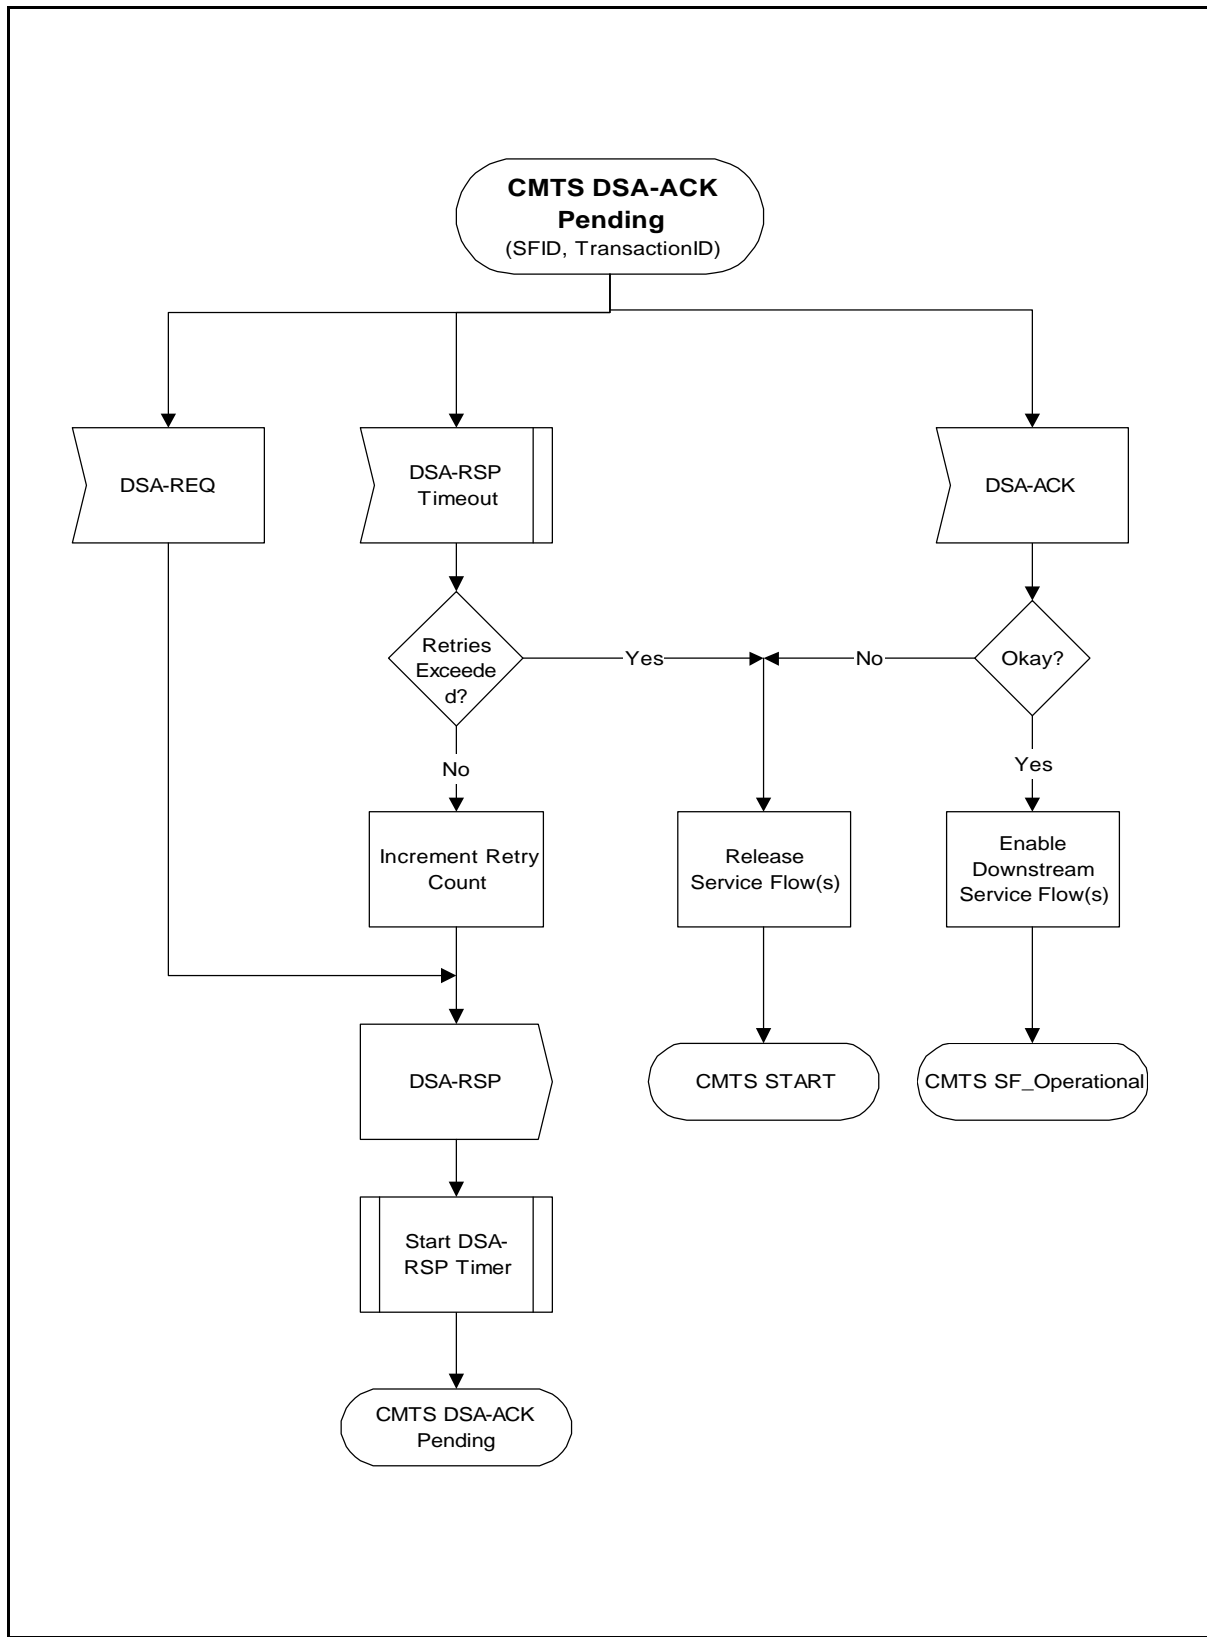 CMTS DSA-ACK
Pending
(SFID, TransactionID)
DSA-REQ
DSA-RSP
Timeout
DSA-ACK
Retries
Exceede
d?
Yes
No
Okay?
No
Yes
Increment Retry
Count
Release
Service Flow(s)
Enable
Downstream
Service Flow(s)
DSA-RSP
CMTS START
CMTS SF_Operational
Start DSA-
RSP Timer
CMTS DSA-ACK
Pending